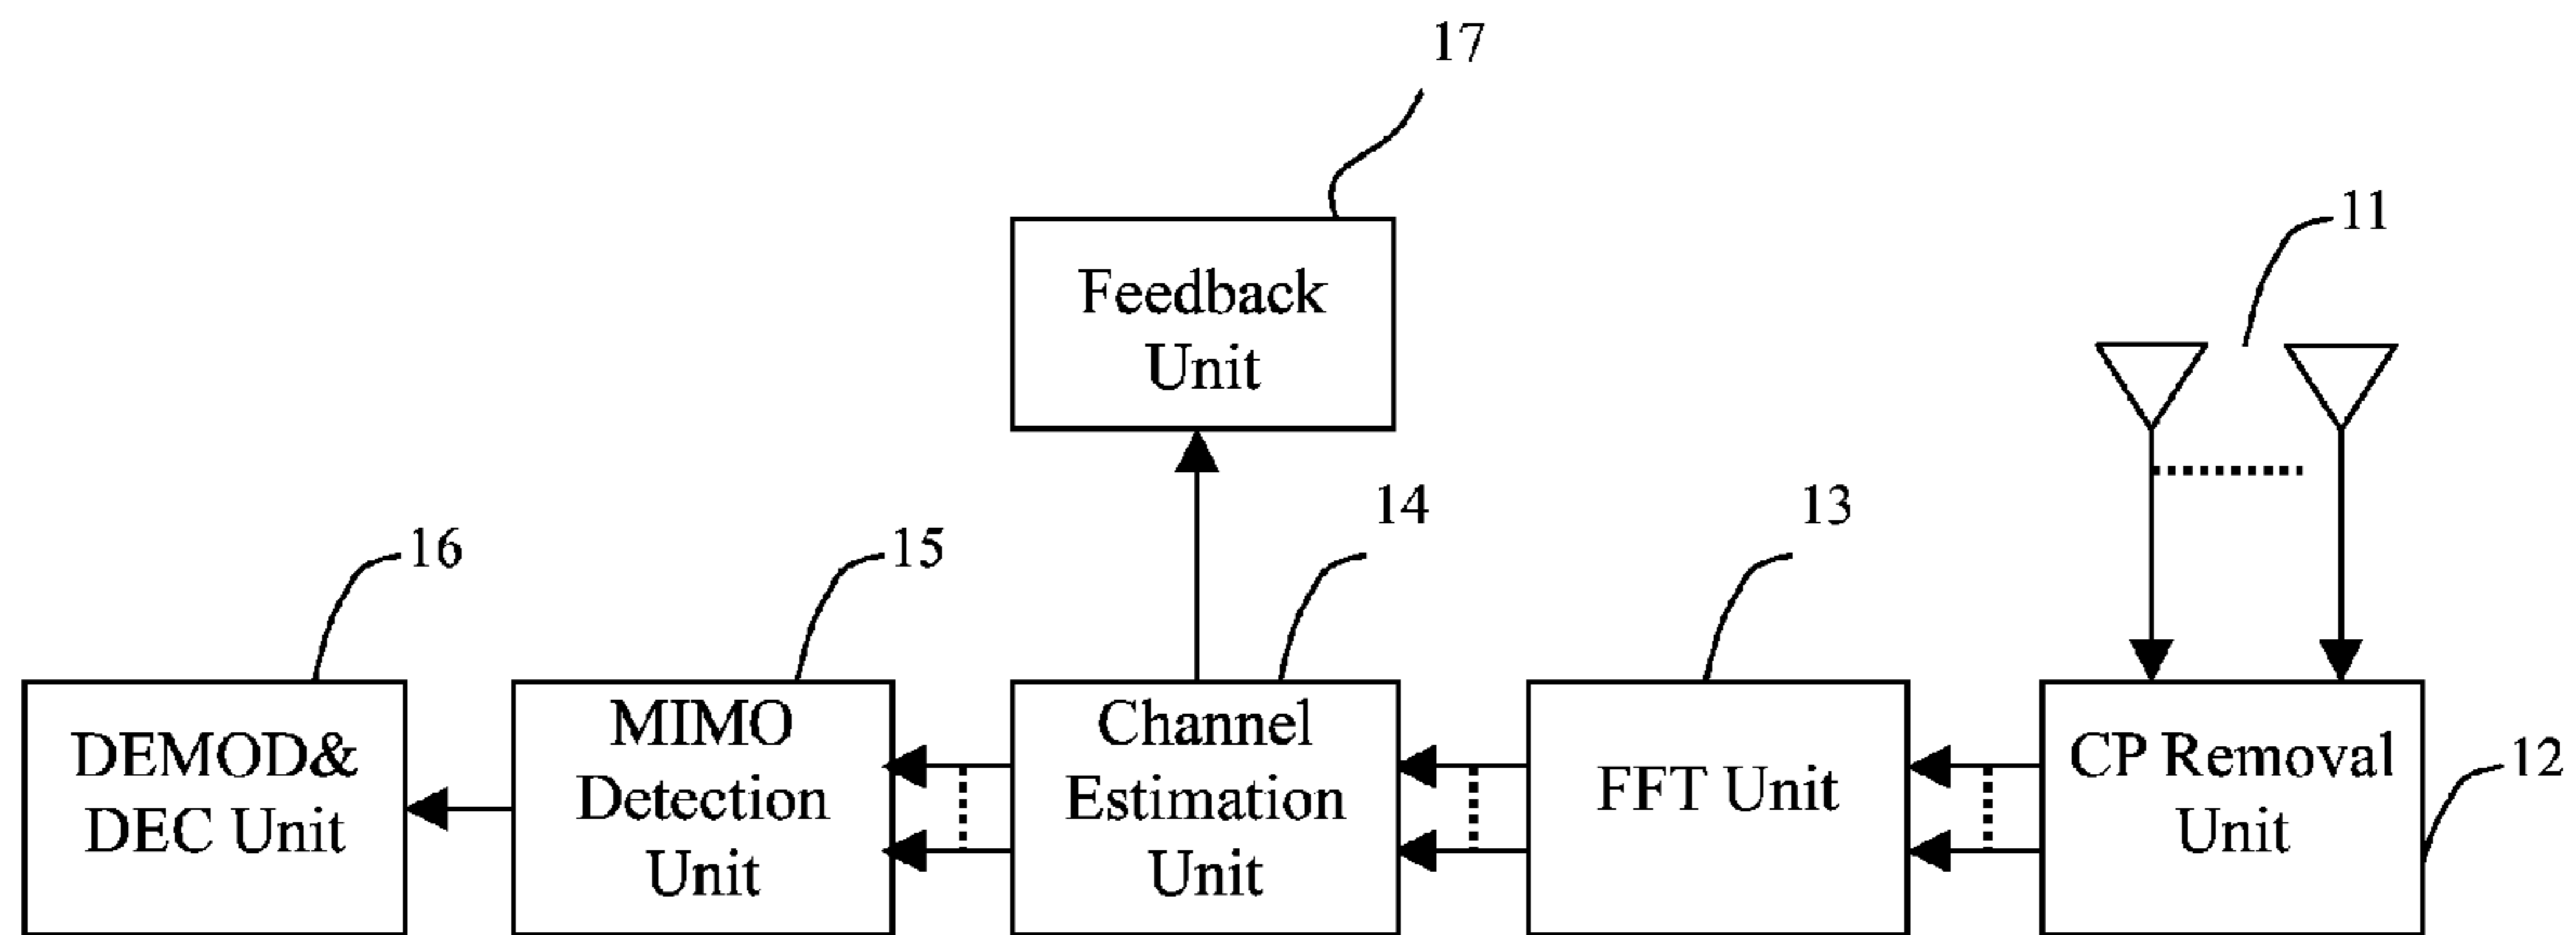 17
11
Feedback
Unit
14
13
16
15
MIMO
Detection
Unit
Channel
Estimation
Unit
DEMOD&
DEC Unit
FFT Unit
CP Removal
Unit
12